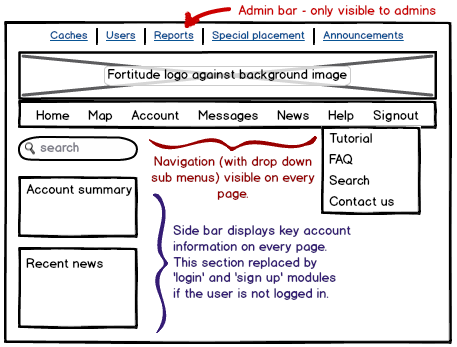 Admin bar - only visible to admins
Caches | Users | Reports | Special placement | Announcements
Fortitude logo against background image
Home Map Account Messages News Help Signout
search
Navigation (with drop down
sub menus) visible on every
page.
Tutorial
FAQ
Search
Contact us
Account summary
Recent news
Side bar displays key account
information on every page.
This section replaced by
'login' and 'sign up' modules
if the user is not logged in.